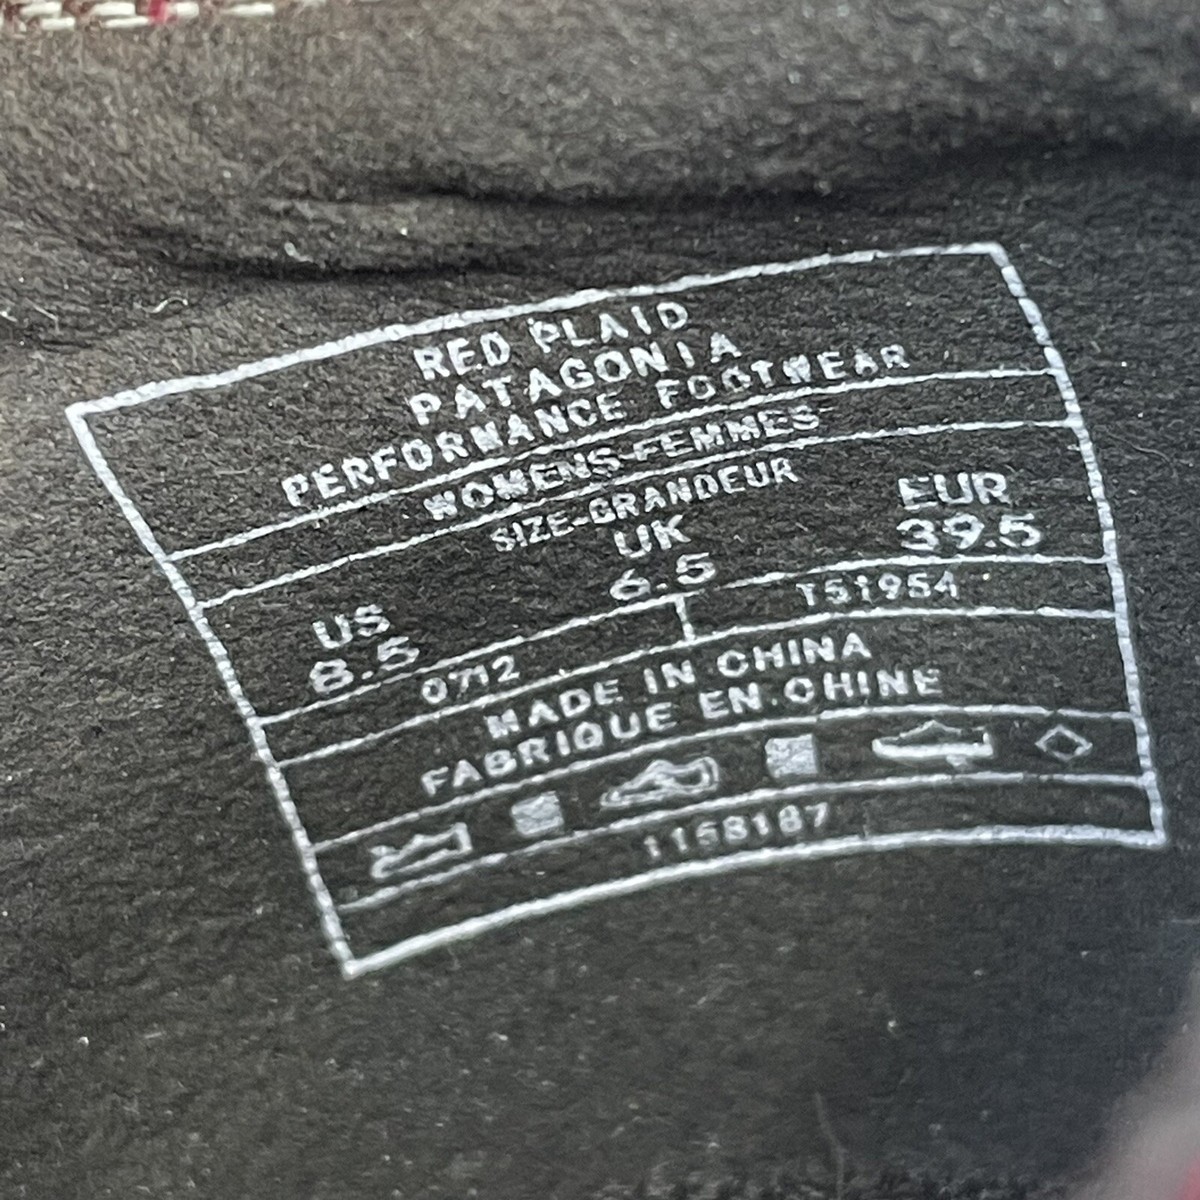 RED PLAID
PATAGONIA
PERFORMANCE FOOTWEAR
WOMENS-FEMMES
SIZE-GRANDEUR
US UK EUR
8.5 6.5 39.5
0712 T51954
MADE IN CHINA
FABRIQUE EN CHINE
1158187